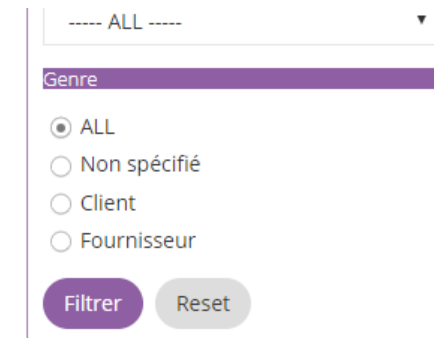 ----- ALL -----
Genre
ALL
Non spécifié
Client
Fournisseur
Filtrer Reset